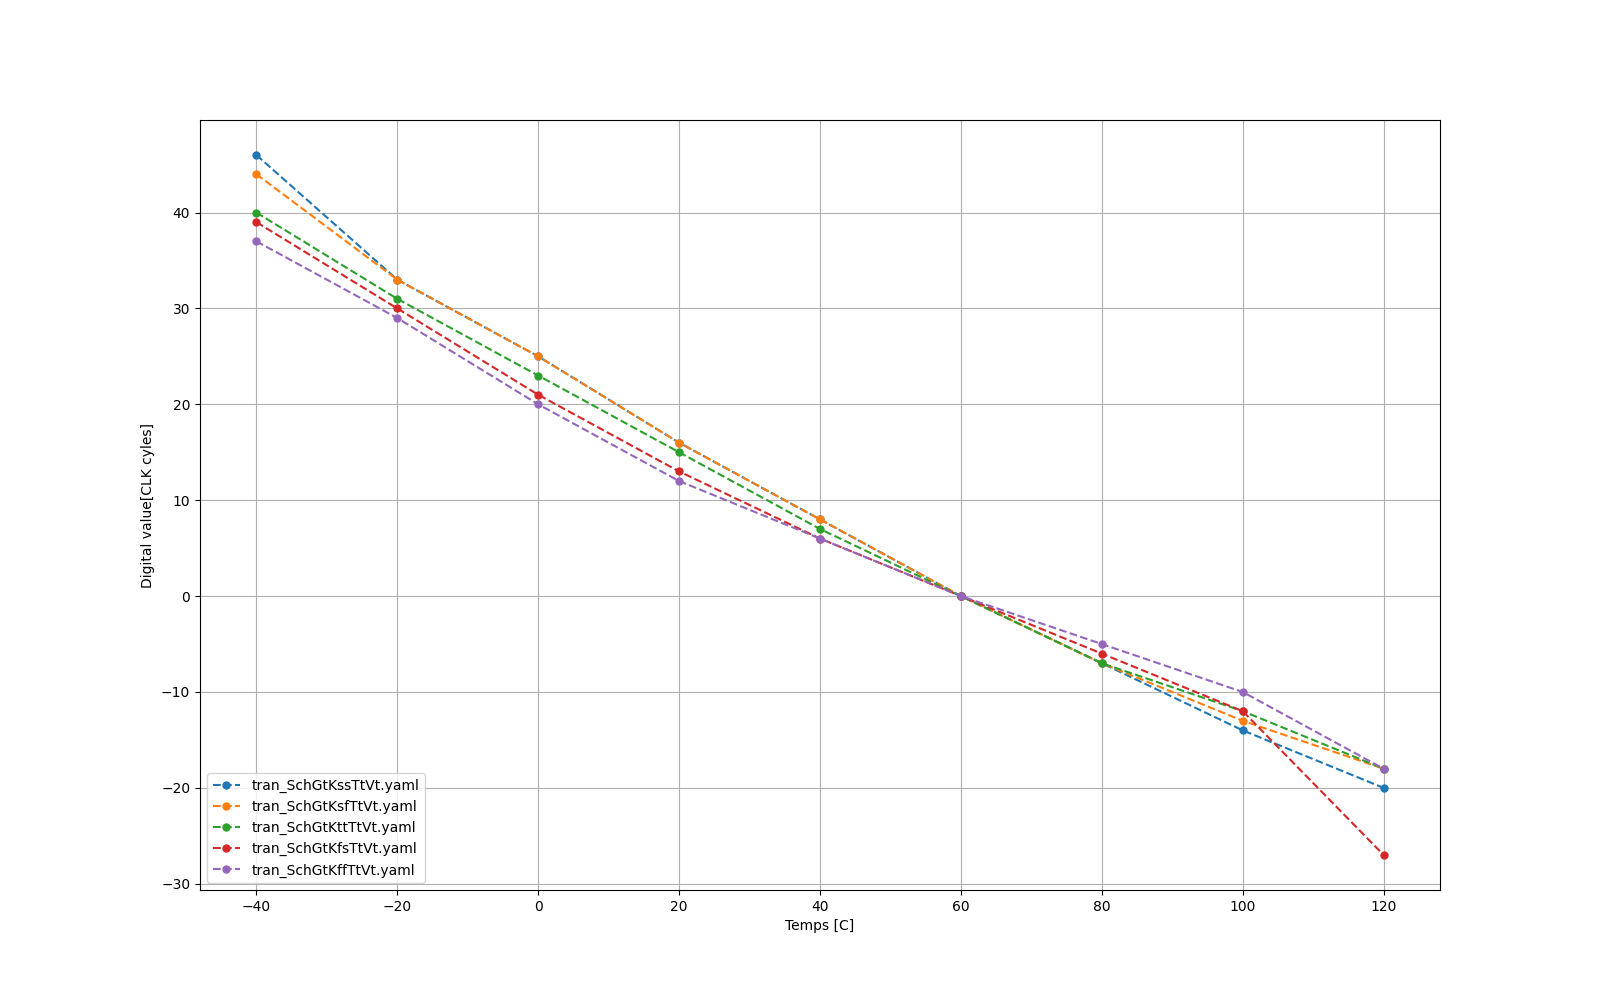 40
30
20
10
0
−10
−20
−30
Digital value[CLK cyles]
tran_SchGtKssTtVt.yaml
tran_SchGtKsfTtVt.yaml
tran_SchGtKttTtVt.yaml
tran_SchGtKfsTtVt.yaml
tran_SchGtKffTtVt.yaml
−40 −20 0 20 40 60 80 100 120
Temps [C]